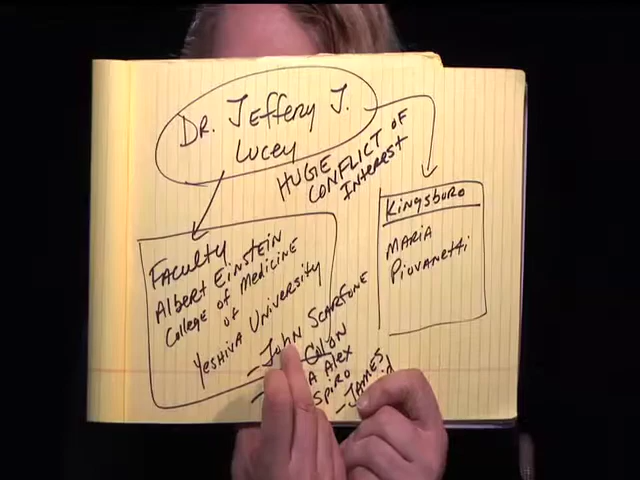 DR. Jeffery J.
Lucey
HUGE
CONFLICT OF
Interest
Kingsboro
MARIA
Piovanetti
Faculty
Albert Einstein
College of Medicine
of
Yeshiva University
- John Scarfone
Colon
Alex
Spiro
- JAMES